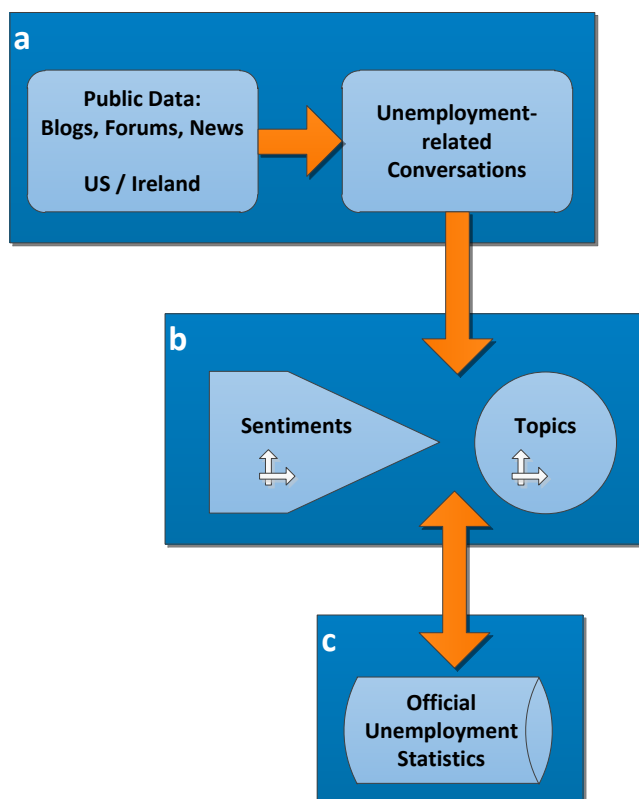 a
Public Data:
Blogs, Forums, News
US / Ireland
Unemployment-
related
Conversations
b
Sentiments
Topics
c
Official
Unemployment
Statistics